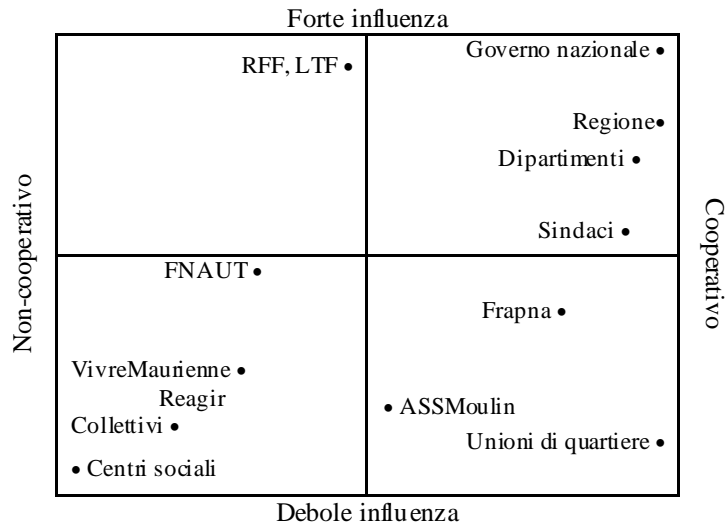 Forte influenza
Governo nazionale
RFF, LTF
Regione
Dipartimenti
Non-cooperativo
Cooperativo
Sindaci
FNAUT
Frapna
VivreMaurienne
Reagir
ASSMoulin
Collettivi
Unioni di quartiere
Centri sociali
Debole influenza